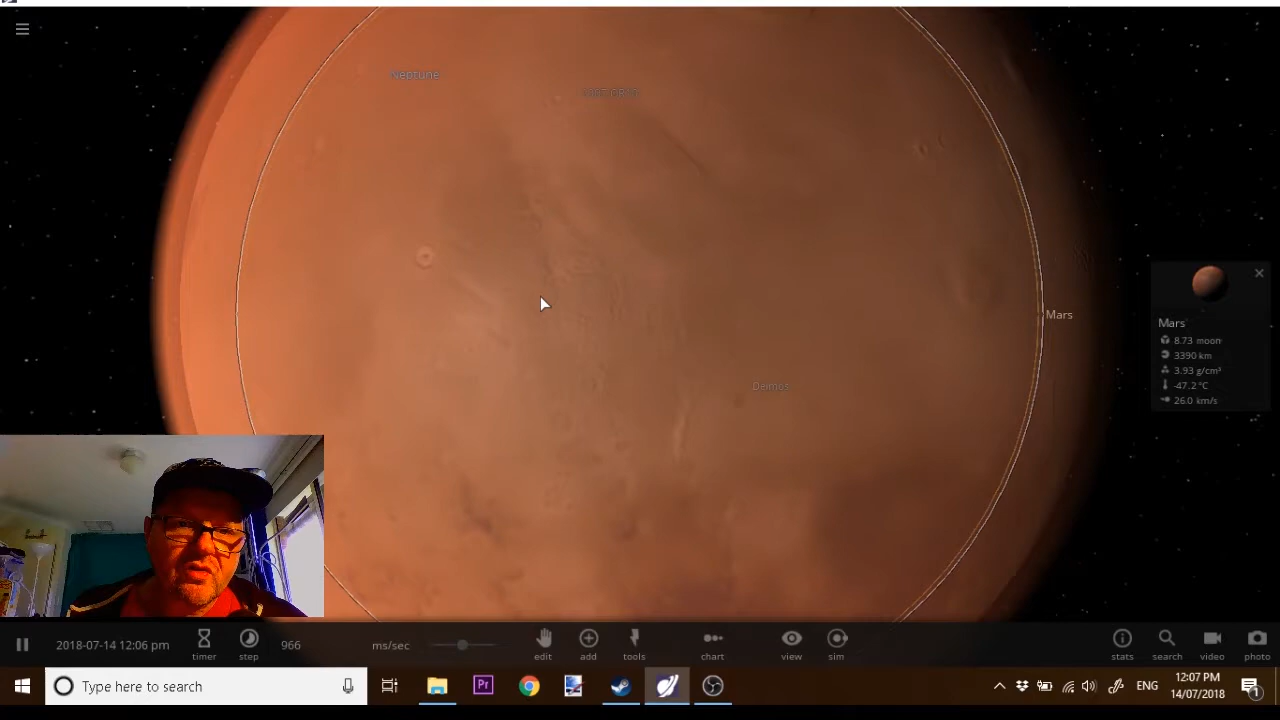 Neptune
Mars
Deimos
Mars
8.73 moon
3390 km
3.93 g/cm³
-47.2 °C
26.0 km/s
2018-07-14 12:06 pm
timer
step
966
ms/sec
edit
add
tools
chart
view
sim
stats
search
video
photo
Type here to search
Pr
ENG
12:07 PM
14/07/2018
1